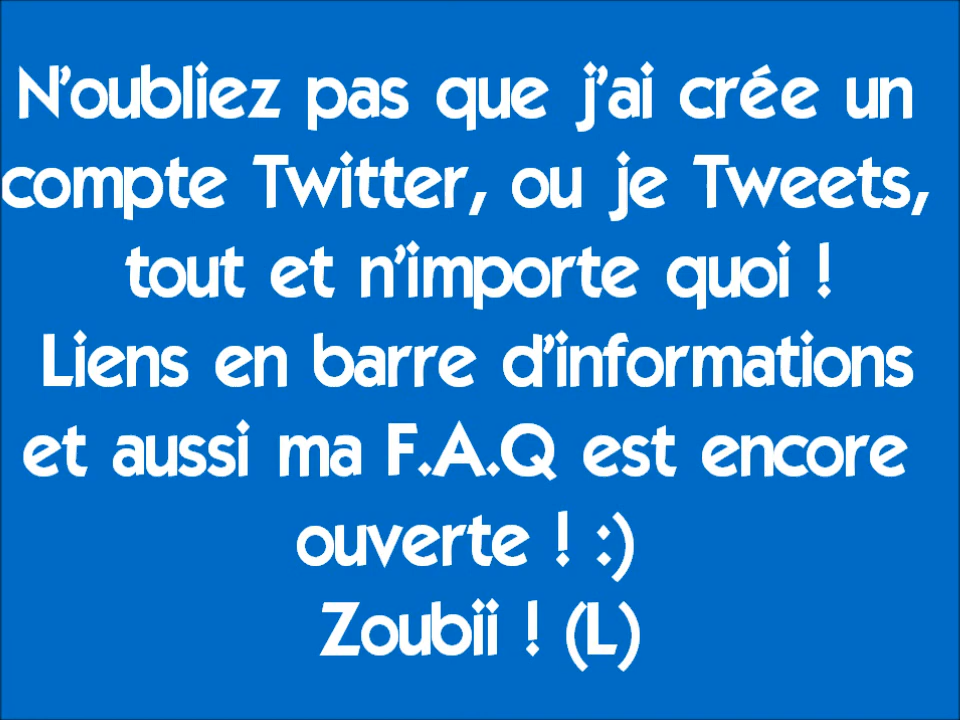 N'oubliez pas que j'ai crée un
compte Twitter, ou je Tweets,
tout et n'importe quoi !
Liens en barre d'informations
et aussi ma F.A.Q est encore
ouverte ! :)
Zoubïï ! (L)